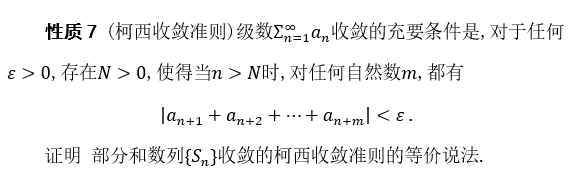 性质 7 (柯西收敛准则)级数∑_{n=1}^{∞}a_n收敛的充要条件是, 对于任何
ε > 0, 存在N > 0, 使得当n > N时, 对任何自然数m, 都有
|a_{n+1} + a_{n+2} + ⋯ + a_{n+m}| < ε .
证明 部分和数列{S_n}收敛的柯西收敛准则的等价说法.